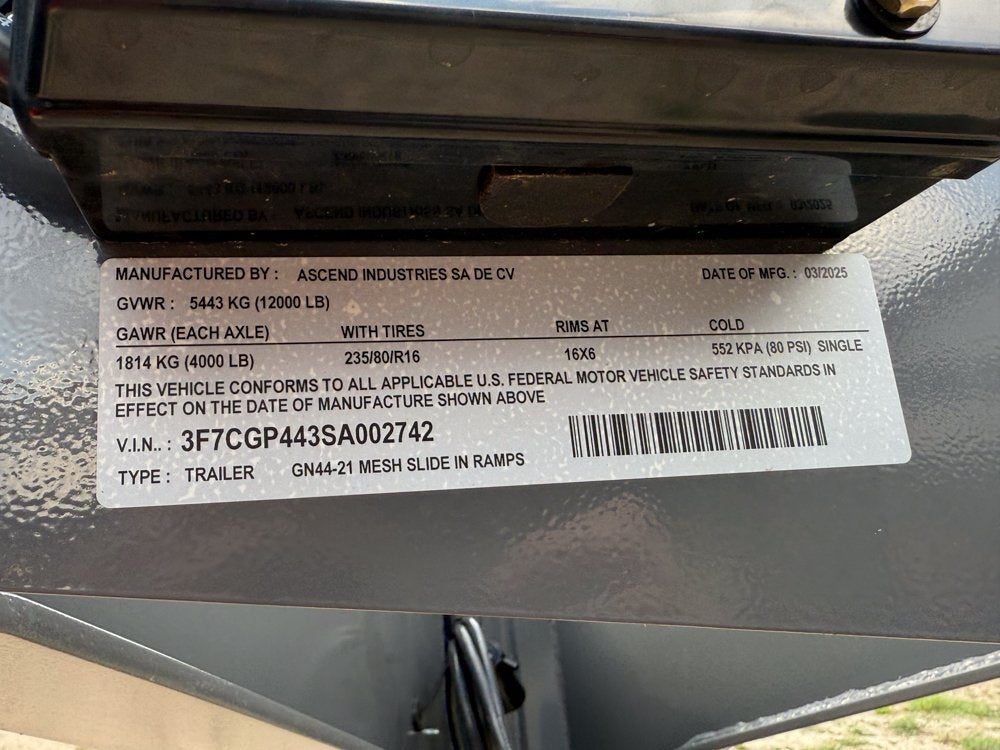 MANUFACTURED BY : ASCEND INDUSTRIES SA DE CV DATE OF MFG. : 03/2025
GVWR : 5443 KG (12000 LB)
GAWR (EACH AXLE) WITH TIRES RIMS AT COLD
1814 KG (4000 LB) 235/80/R16 16X6 552 KPA (80 PSI) SINGLE
THIS VEHICLE CONFORMS TO ALL APPLICABLE U.S. FEDERAL MOTOR VEHICLE SAFETY STANDARDS IN
EFFECT ON THE DATE OF MANUFACTURE SHOWN ABOVE
V.I.N.. : 3F7CGP443SA002742
TYPE : TRAILER GN44-21 MESH SLIDE IN RAMPS